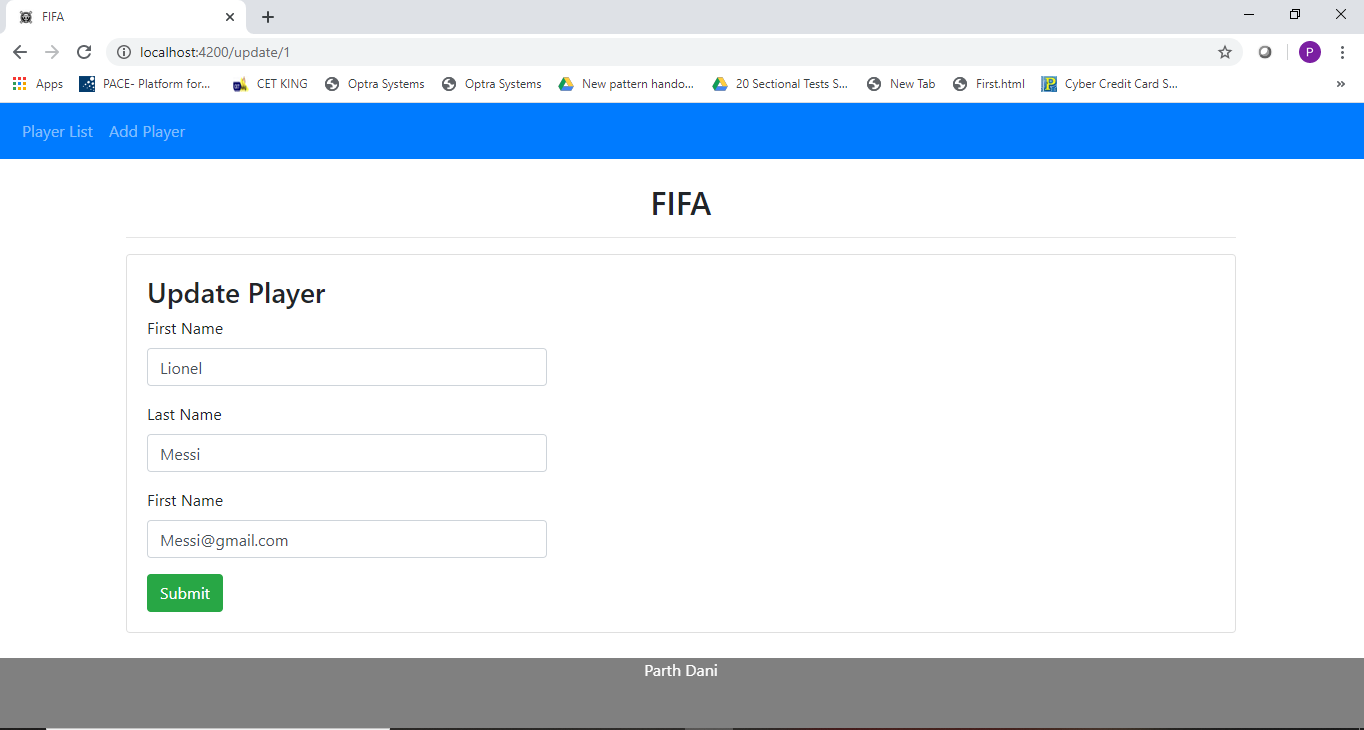 FIFA
localhost:4200/update/1
P
Apps PACE- Platform for... CET KING Optra Systems Optra Systems New pattern hando... 20 Sectional Tests S... New Tab First.html Cyber Credit Card S... »
Player List Add Player
FIFA
Update Player
First Name
Lionel
Last Name
Messi
First Name
Messi@gmail.com
Submit
Parth Dani